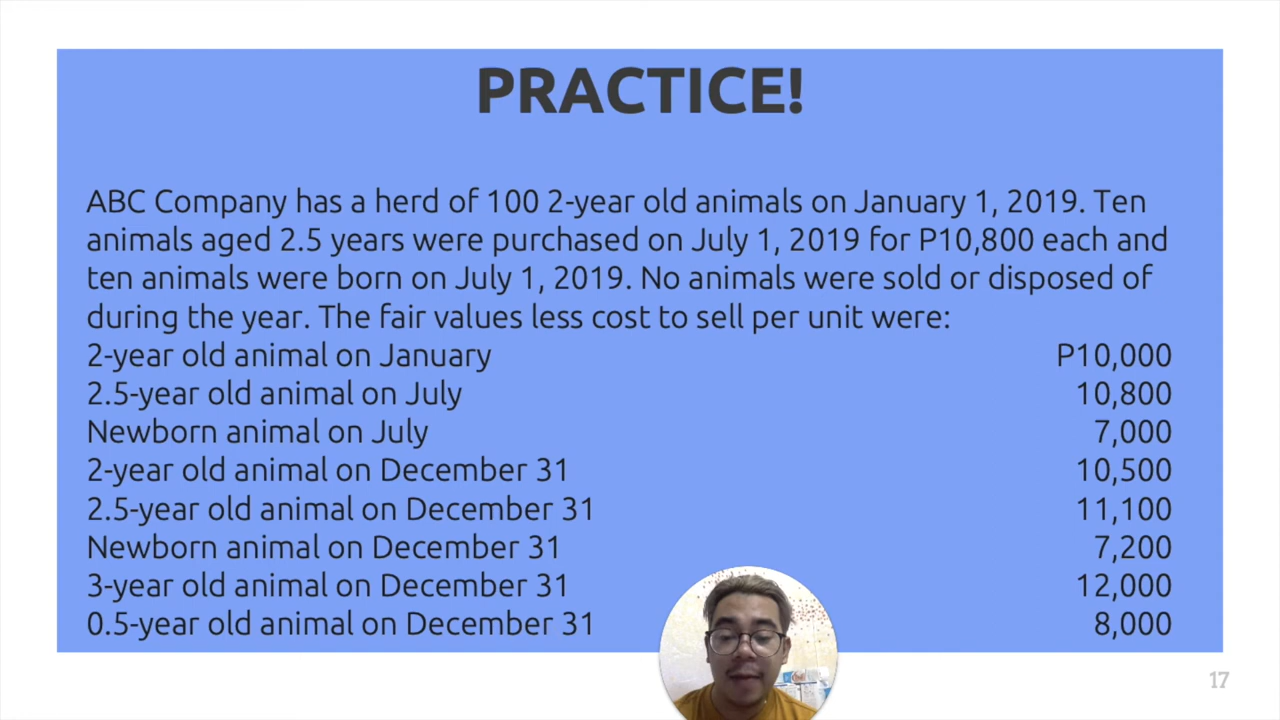 PRACTICE!
ABC Company has a herd of 100 2-year old animals on January 1, 2019. Ten
animals aged 2.5 years were purchased on July 1, 2019 for P10,800 each and
ten animals were born on July 1, 2019. No animals were sold or disposed of
during the year. The fair values less cost to sell per unit were:
2-year old animal on January P10,000
2.5-year old animal on July 10,800
Newborn animal on July 7,000
2-year old animal on December 31 10,500
2.5-year old animal on December 31 11,100
Newborn animal on December 31 7,200
3-year old animal on December 31 12,000
0.5-year old animal on December 31 8,000
17